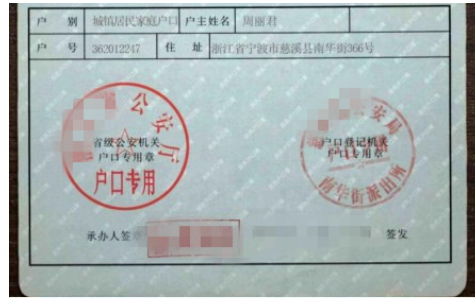 户 别 城镇居民家庭户口 户主姓名 周丽君
户 号 362012247 住 址 浙江省宁波市慈溪县南华街366号
公安厅
省级公安机关
户口专用章
户口专用
公安局
户口登记机关
户口专用章
南华街派出所
承办人签章 签发